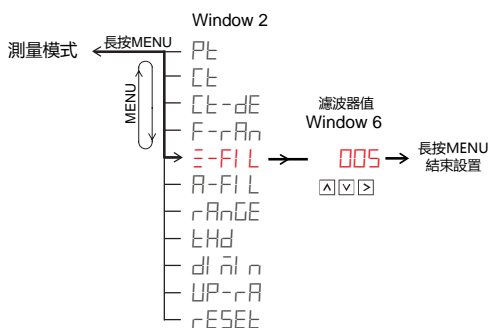 Window 2
測量模式
長按MENU
MENU
Pt
Ct
Ct-dE
F-rAn
Ξ-FIL
A-FIL
rAnGE
tHd
dI ñI n
UP-rA
rESEt
濾波器值
Window 6
005
長按MENU
結束設置